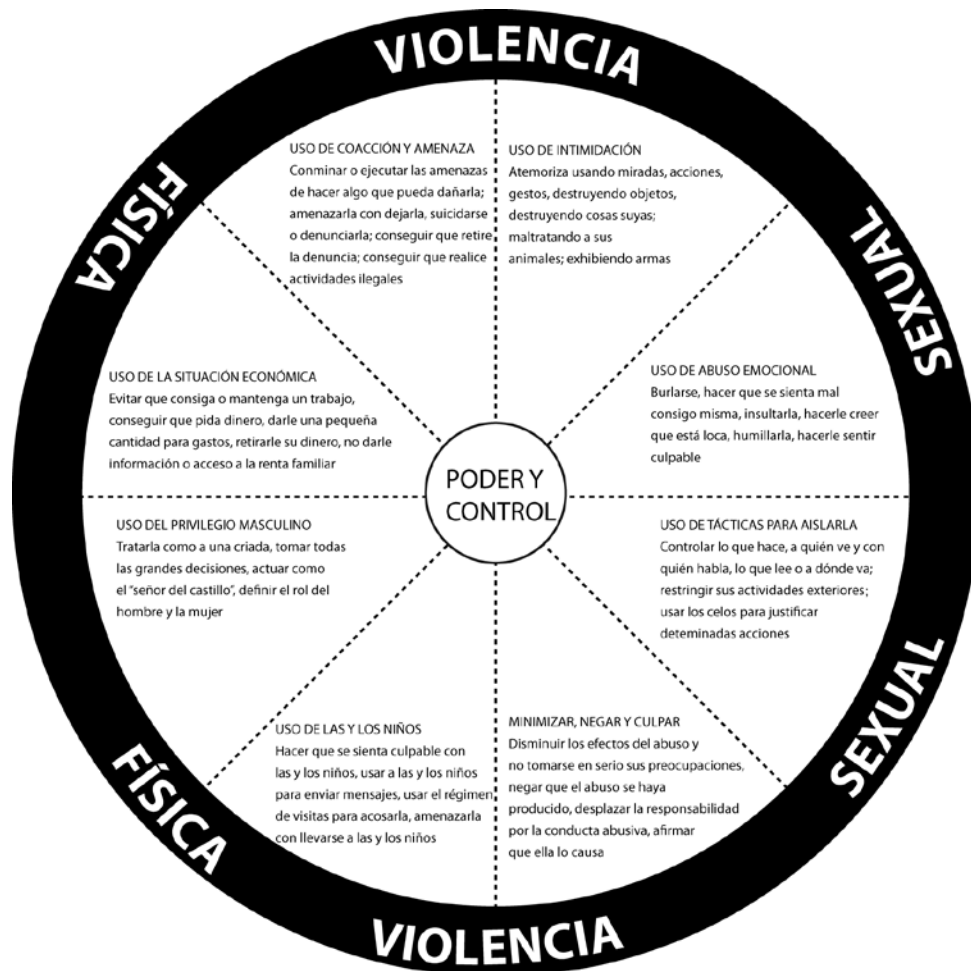 VIOLENCIA
FÍSICA
SEXUAL
USO DE COACCIÓN Y AMENAZA
Conminar o ejecutar las amenazas
de hacer algo que pueda dañarla;
amenazarla con dejarla, suicidarse
o denunciarla; conseguir que retire
la denuncia; conseguir que realice
actividades ilegales
USO DE INTIMIDACIÓN
Atemoriza usando miradas, acciones,
gestos, destruyendo objetos,
destruyendo cosas suyas;
maltratando a sus
animales; exhibiendo armas
USO DE LA SITUACIÓN ECONÓMICA
Evitar que consiga o mantenga un trabajo,
conseguir que pida dinero, darle una pequeña
cantidad para gastos, retirarle su dinero, no darle
información o acceso a la renta familiar
USO DE ABUSO EMOCIONAL
Burlarse, hacer que se sienta mal
consigo misma, insultarla, hacerle creer
que está loca, humillarla, hacerle sentir
culpable
PODER Y
CONTROL
USO DEL PRIVILEGIO MASCULINO
Tratarla como a una criada, tomar todas
las grandes decisiones, actuar como
el "señor del castillo", definir el rol del
hombre y la mujer
USO DE TÁCTICAS PARA AISLARLA
Controlar lo que hace, a quién ve y con
quién habla, lo que lee o a dónde va;
restringir sus actividades exteriores;
usar los celos para justificar
deteminadas acciones
USO DE LAS Y LOS NIÑOS
Hacer que se sienta culpable con
las y los niños, usar a las y los niños
para enviar mensajes, usar el régimen
de visitas para acosarla, amenazarla
con llevarse a las y los niños
MINIMIZAR, NEGAR Y CULPAR
Disminuir los efectos del abuso y
no tomarse en serio sus preocupaciones,
negar que el abuso se haya
producido, desplazar la responsabilidad
por la conducta abusiva, afirmar
que ella lo causa
FÍSICA
SEXUAL
VIOLENCIA